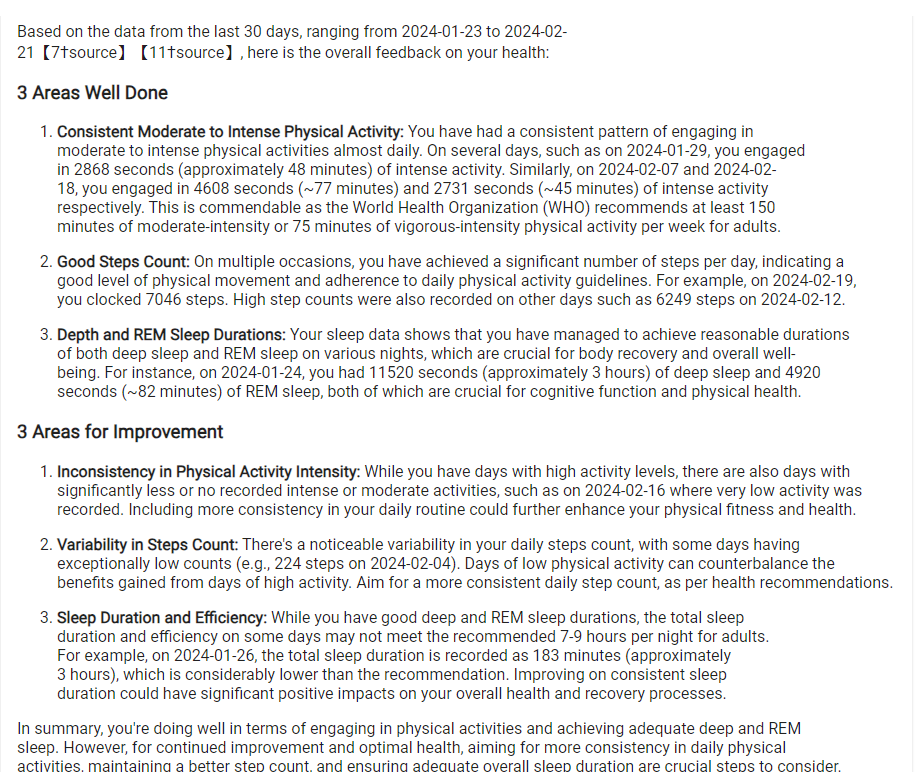 Based on the data from the last 30 days, ranging from 2024-01-23 to 2024-02-
21【7†source】【11†source】, here is the overall feedback on your health:
3 Areas Well Done
1. Consistent Moderate to Intense Physical Activity: You have had a consistent pattern of engaging in
moderate to intense physical activities almost daily. On several days, such as on 2024-01-29, you engaged
in 2868 seconds (approximately 48 minutes) of intense activity. Similarly, on 2024-02-07 and 2024-02-
18, you engaged in 4608 seconds (~77 minutes) and 2731 seconds (~45 minutes) of intense activity
respectively. This is commendable as the World Health Organization (WHO) recommends at least 150
minutes of moderate-intensity or 75 minutes of vigorous-intensity physical activity per week for adults.
2. Good Steps Count: On multiple occasions, you have achieved a significant number of steps per day, indicating a
good level of physical movement and adherence to daily physical activity guidelines. For example, on 2024-02-19,
you clocked 7046 steps. High step counts were also recorded on other days such as 6249 steps on 2024-02-12.
3. Depth and REM Sleep Durations: Your sleep data shows that you have managed to achieve reasonable durations
of both deep sleep and REM sleep on various nights, which are crucial for body recovery and overall well-
being. For instance, on 2024-01-24, you had 11520 seconds (approximately 3 hours) of deep sleep and 4920
seconds (~82 minutes) of REM sleep, both of which are crucial for cognitive function and physical health.
3 Areas for Improvement
1. Inconsistency in Physical Activity Intensity: While you have days with high activity levels, there are also days with
significantly less or no recorded intense or moderate activities, such as on 2024-02-16 where very low activity was
recorded. Including more consistency in your daily routine could further enhance your physical fitness and health.
2. Variability in Steps Count: There's a noticeable variability in your daily steps count, with some days having
exceptionally low counts (e.g., 224 steps on 2024-02-04). Days of low physical activity can counterbalance the
benefits gained from days of high activity. Aim for a more consistent daily step count, as per health recommendations.
3. Sleep Duration and Efficiency: While you have good deep and REM sleep durations, the total sleep
duration and efficiency on some days may not meet the recommended 7-9 hours per night for adults.
For example, on 2024-01-26, the total sleep duration is recorded as 183 minutes (approximately
3 hours), which is considerably lower than the recommendation. Improving on consistent sleep
duration could have significant positive impacts on your overall health and recovery processes.
In summary, you're doing well in terms of engaging in physical activities and achieving adequate deep and REM
sleep. However, for continued improvement and optimal health, aiming for more consistency in daily physical
activities, maintaining a better step count, and ensuring adequate overall sleep duration are crucial steps to consider.